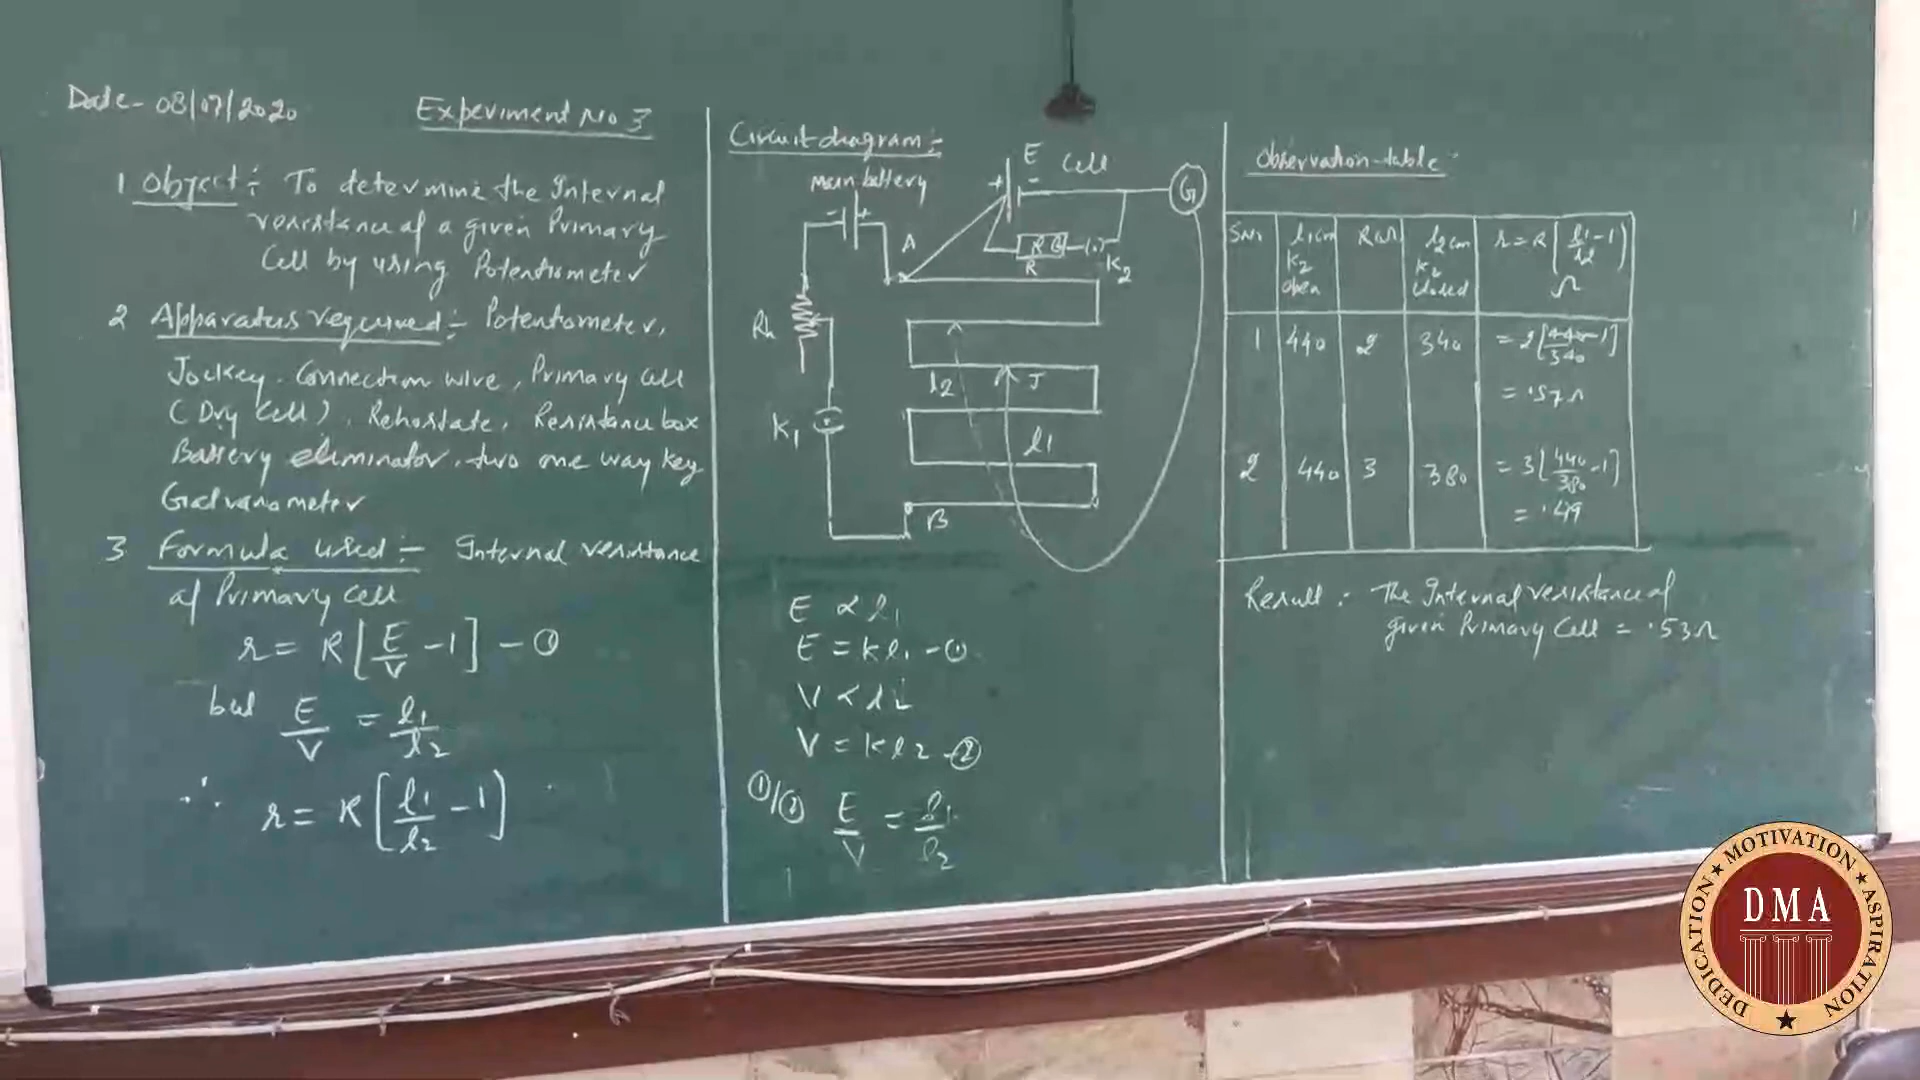 Date - 08/07/2020
Experiment No 3
1 Object :- To determine the Internal
resistance of a given Primary
Cell by using Potentiometer
2 Apparatus required :- Potentometer,
Jockey. Connection wire, Primary cell
(Dry Cell), Rehostate, Resistance box
Battery eliminator, two one way key
Galvanometer
3 Formula used :- Internal resistance
of Primary cell
r = R [E/V - 1] - ①
but E/V = l1/l2
∴ r = R [l1/l2 - 1]
Circuit diagram :-
main battery
- +
E
+ -
Cell
G
A
R B
R
(.)
K2
Rh
l2
J
K1
l1
B
E ∝ l1
E = Kl1 - ①
V ∝ l2
V = Kl2 - ②
①/② E/V = l1/l2
Observation table :
S.No l1 cm K2 open R(Ω) l2 cm K2 closed r = R [l1/l2 - 1] Ω
1 440 2 340 = 2[440/340 - 1]
= .57 Ω
2 440 3 380 = 3[440/380 - 1]
= .49
Result :- The Internal resistance of
given Primary Cell = .53 Ω
DMA
MOTIVATION
ASPIRATION
DEDICATION